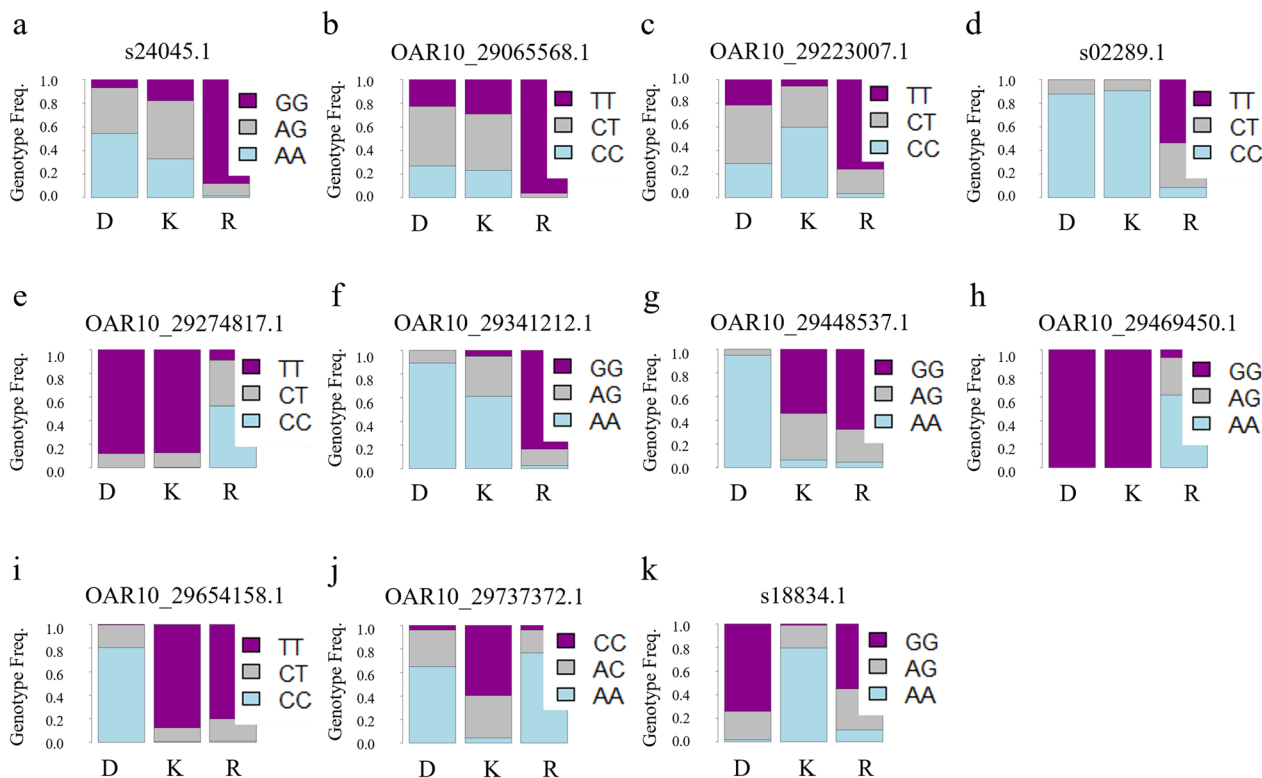 a
s24045.1
Genotype Freq.
1.0
0.8
0.6
0.4
0.2
0.0
GG
AG
AA
D K R
b
OAR10_29065568.1
Genotype Freq.
1.0
0.8
0.6
0.4
0.2
0.0
TT
CT
CC
D K R
c
OAR10_29223007.1
Genotype Freq.
1.0
0.8
0.6
0.4
0.2
0.0
TT
CT
CC
D K R
d
s02289.1
Genotype Freq.
1.0
0.8
0.6
0.4
0.2
0.0
TT
CT
CC
D K R
e
OAR10_29274817.1
Genotype Freq.
1.0
0.8
0.6
0.4
0.2
0.0
TT
CT
CC
D K R
f
OAR10_29341212.1
Genotype Freq.
1.0
0.8
0.6
0.4
0.2
0.0
GG
AG
AA
D K R
g
OAR10_29448537.1
Genotype Freq.
1.0
0.8
0.6
0.4
0.2
0.0
GG
AG
AA
D K R
h
OAR10_29469450.1
Genotype Freq.
1.0
0.8
0.6
0.4
0.2
0.0
GG
AG
AA
D K R
i
OAR10_29654158.1
Genotype Freq.
1.0
0.8
0.6
0.4
0.2
0.0
TT
CT
CC
D K R
j
OAR10_29737372.1
Genotype Freq.
1.0
0.8
0.6
0.4
0.2
0.0
CC
AC
AA
D K R
k
s18834.1
Genotype Freq.
1.0
0.8
0.6
0.4
0.2
0.0
GG
AG
AA
D K R